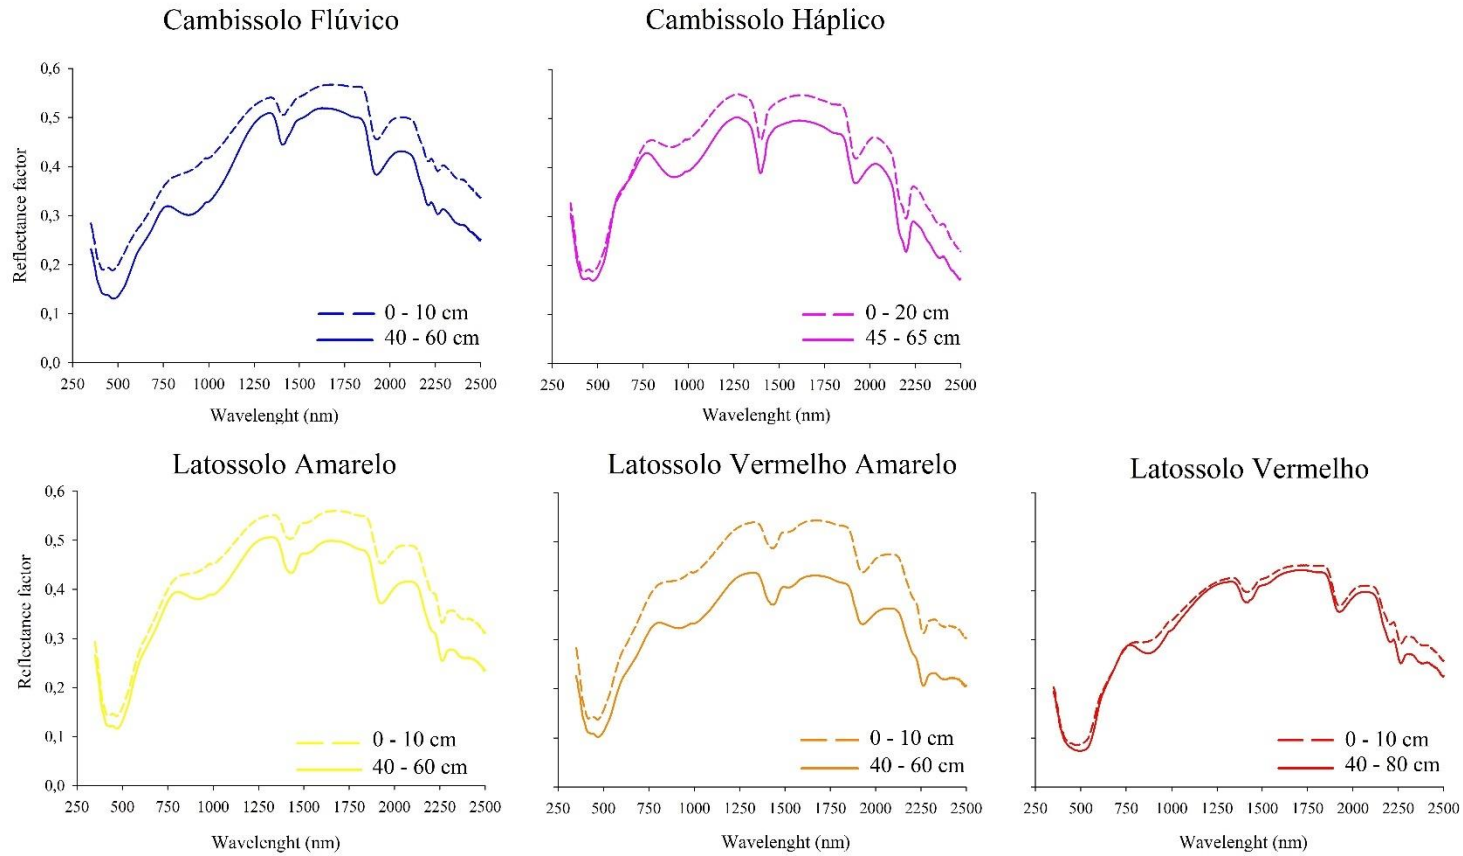 Cambissolo Flúvico
Cambissolo Háplico
0,6
0,5
0,4
0,3
0,2
0,1
0,0
Reflectance factor
0 - 10 cm
40 - 60 cm
250 500 750 1000 1250 1500 1750 2000 2250 2500
Wavelenght (nm)
0 - 20 cm
45 - 65 cm
250 500 750 1000 1250 1500 1750 2000 2250 2500
Wavelenght (nm)
Latossolo Amarelo
Latossolo Vermelho Amarelo
Latossolo Vermelho
0,6
0,5
0,4
0,3
0,2
0,1
0,0
Reflectance factor
0 - 10 cm
40 - 60 cm
250 500 750 1000 1250 1500 1750 2000 2250 2500
Wavelenght (nm)
0 - 10 cm
40 - 60 cm
250 500 750 1000 1250 1500 1750 2000 2250 2500
Wavelenght (nm)
0 - 10 cm
40 - 80 cm
250 500 750 1000 1250 1500 1750 2000 2250 2500
Wavelenght (nm)